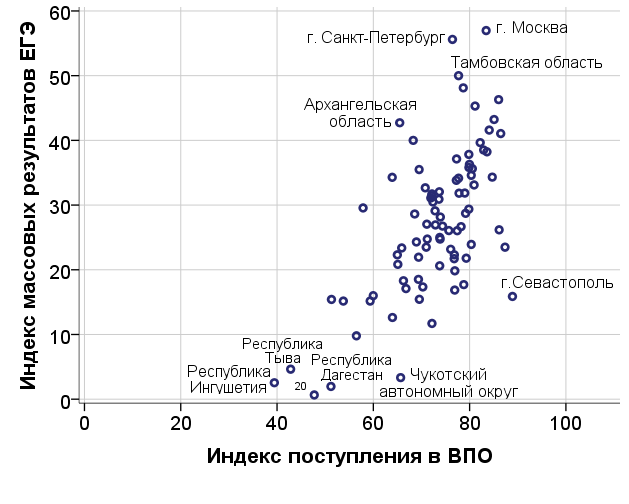 60
50
40
30
20
10
0
0
20
40
60
80
100
Индекс массовых результатов ЕГЭ
Индекс поступления в ВПО
г. Москва
г. Санкт-Петербург
Тамбовская область
Архангельская
область
г.Севастополь
Республика
Тыва
Республика
Дагестан
Республика
Ингушетия
20
Чукотский
автономный округ